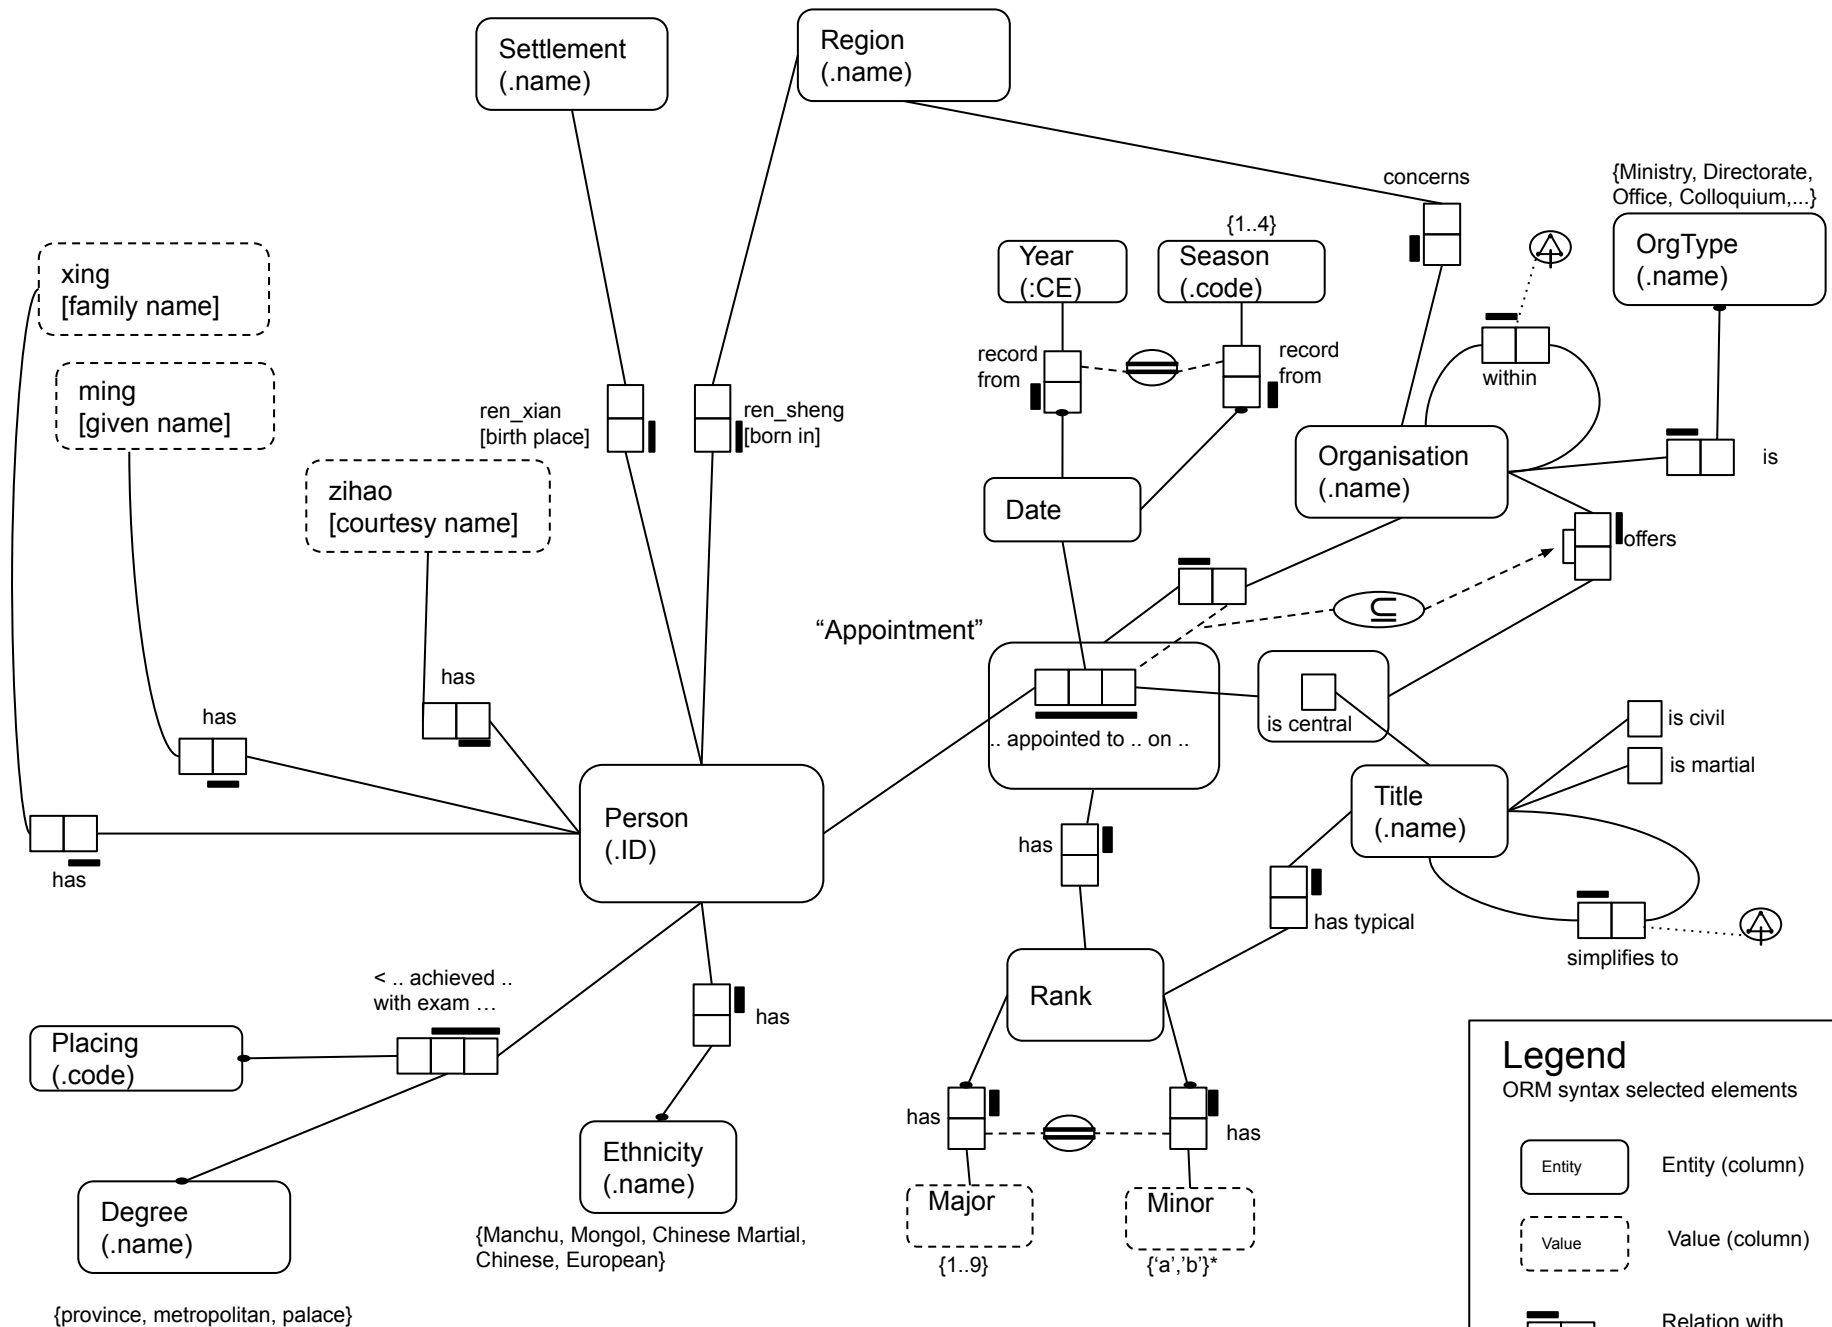 Settlement
(.name)
Region
(.name)
concerns
{Ministry, Directorate,
Office, Colloquium,...}
OrgType
(.name)
{1..4}
Year
(:CE)
Season
(.code)
xing
[family name]
ming
[given name]
zihao
[courtesy name]
ren_xian
[birth place]
ren_sheng
[born in]
record
from
record
from
within
is
Organisation
(.name)
Date
offers
⊆
“Appointment”
has
has
has
.. appointed to .. on ..
is central
is civil
is martial
Title
(.name)
Person
(.ID)
has
has typical
simplifies to
< .. achieved ..
with exam …
has
Rank
Placing
(.code)
Degree
(.name)
{province, metropolitan, palace}
Ethnicity
(.name)
{Manchu, Mongol, Chinese Martial,
Chinese, European}
has
has
Major
{1..9}
Minor
{‘a’,’b’}*
Legend
ORM syntax selected elements
Entity
Entity (column)
Value
Value (column)
Relation with